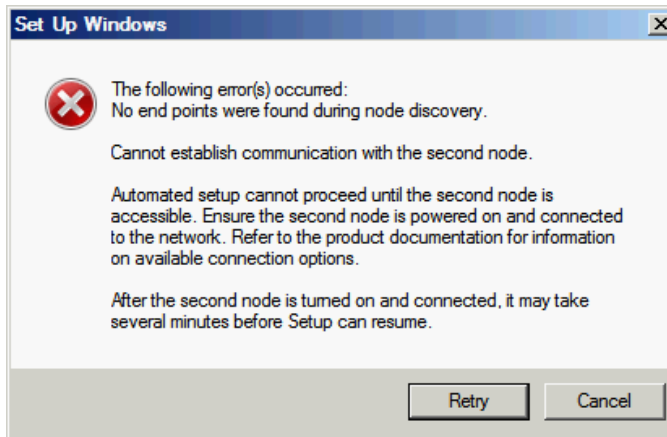 Set Up Windows
The following error(s) occurred:
No end points were found during node discovery.
Cannot establish communication with the second node.
Automated setup cannot proceed until the second node is
accessible. Ensure the second node is powered on and connected
to the network. Refer to the product documentation for information
on available connection options.
After the second node is turned on and connected, it may take
several minutes before Setup can resume.
Retry
Cancel